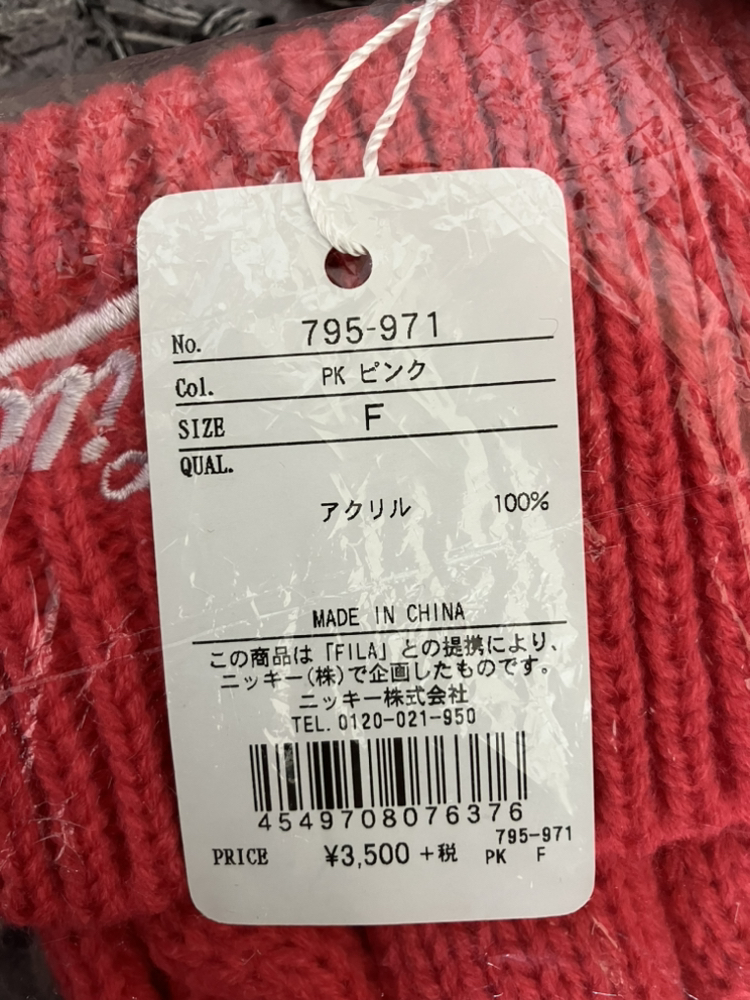 No. 795-971
Col. PK ピンク
SIZE F
QUAL.
アクリル 100%
MADE IN CHINA
この商品は「FILA」との提携により、
ニッキー(株)で企画したものです。
ニッキー株式会社
TEL. 0120-021-950
4549708076376
795-971
PRICE ¥3,500 +税 PK F